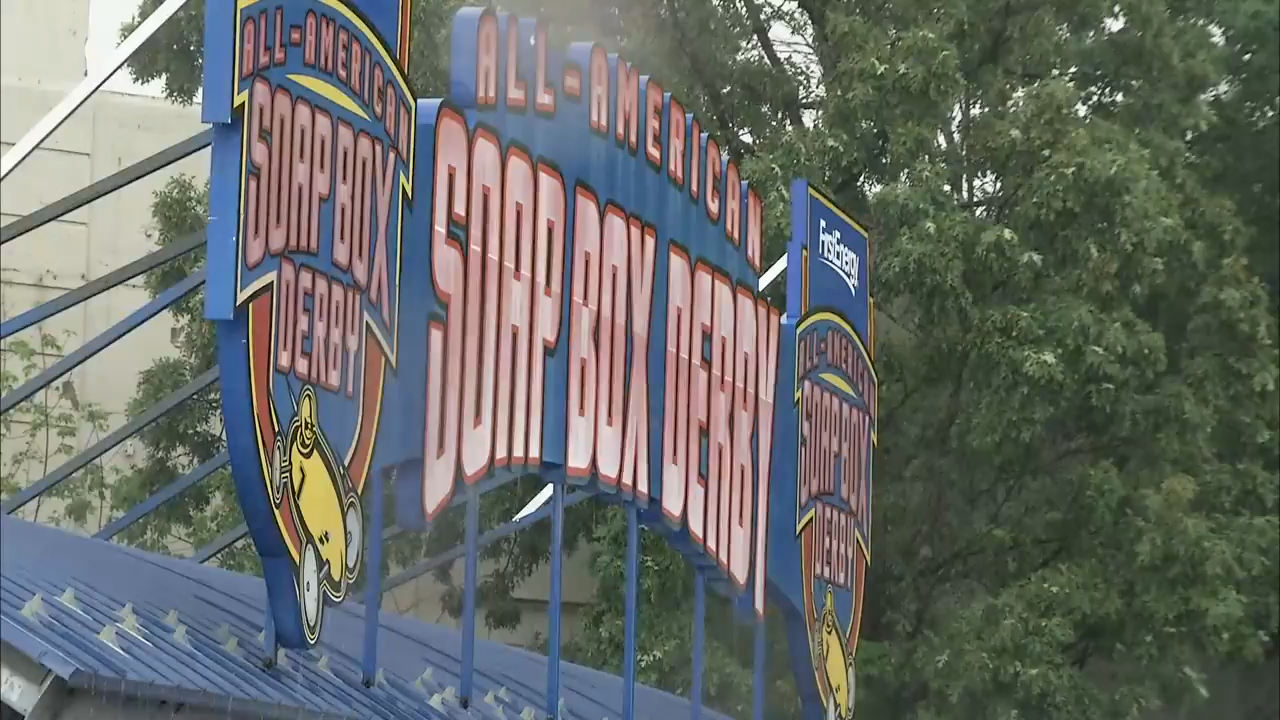 ALL-AMERICAN
SOAP BOX
DERBY
ALL-AMERICAN
SOAP BOX DERBY
FirstEnergy
ALL-AMERICAN
SOAP BOX
DERBY